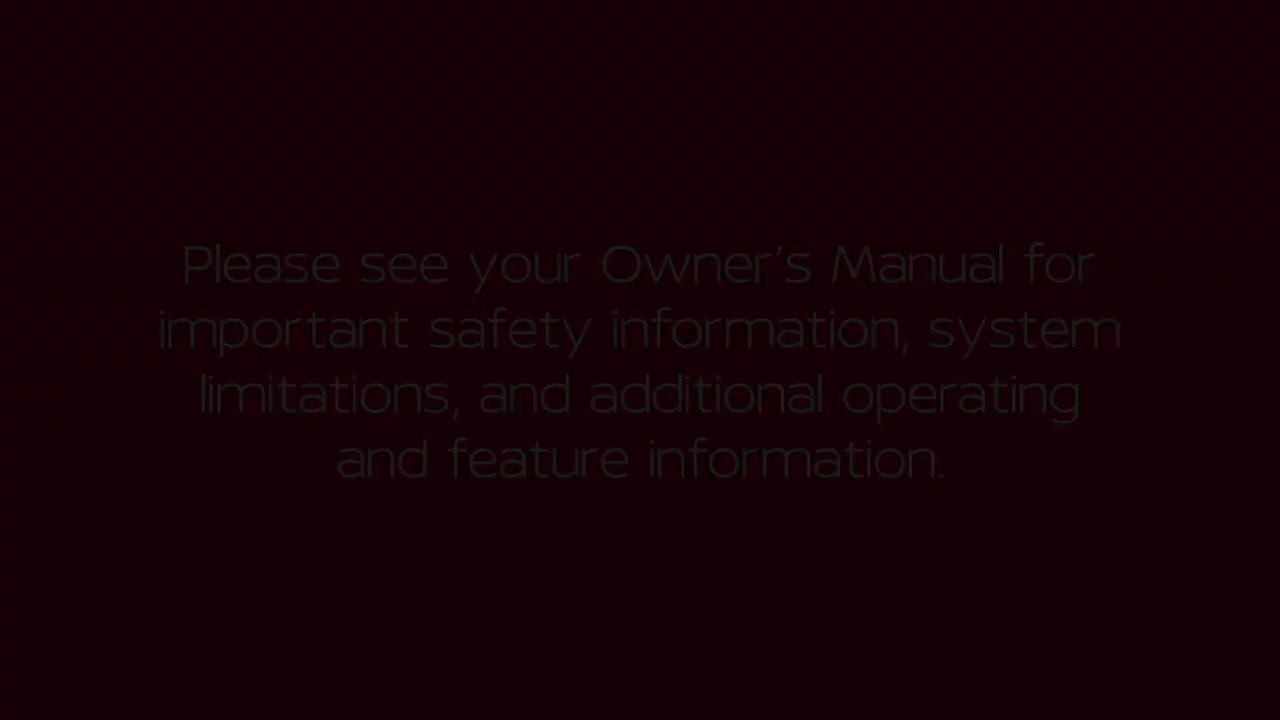 Please see your Owner's Manual for
important safety information, system
limitations, and additional operating
and feature information.